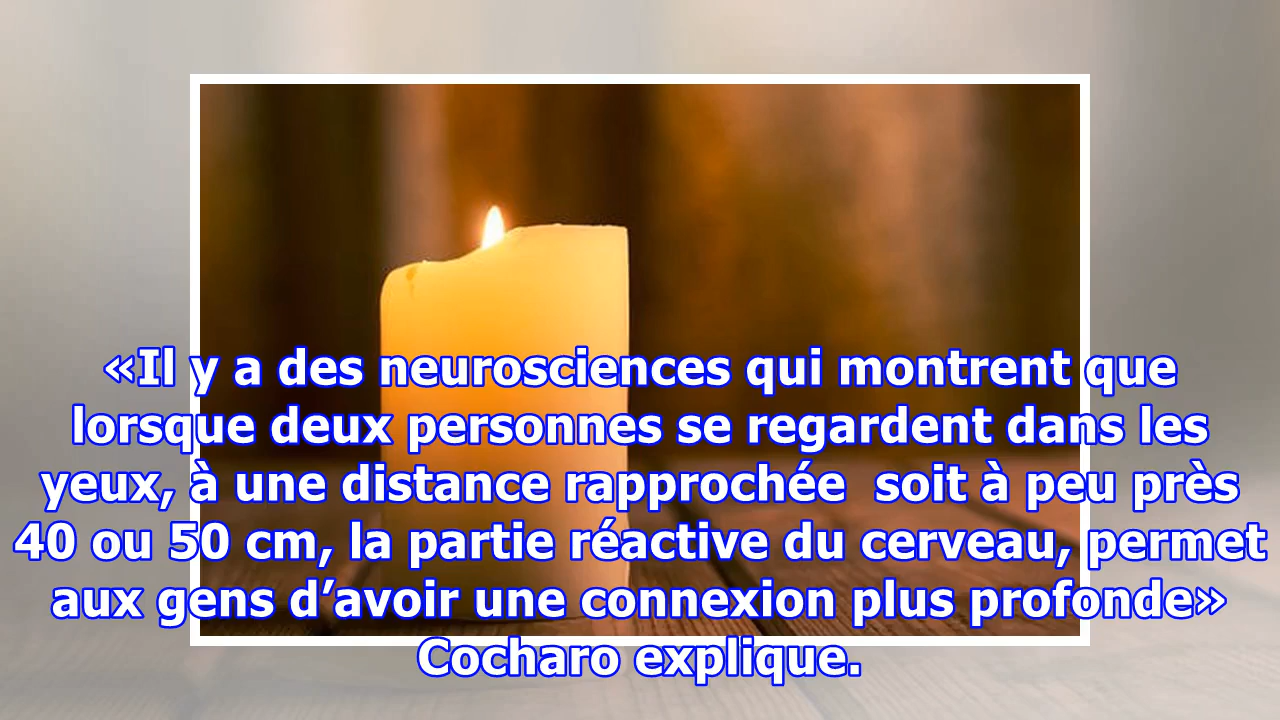 «Il y a des neurosciences qui montrent que
lorsque deux personnes se regardent dans les
yeux, à une distance rapprochée  soit à peu près
40 ou 50 cm, la partie réactive du cerveau, permet
aux gens d’avoir une connexion plus profonde»
Cocharo explique.